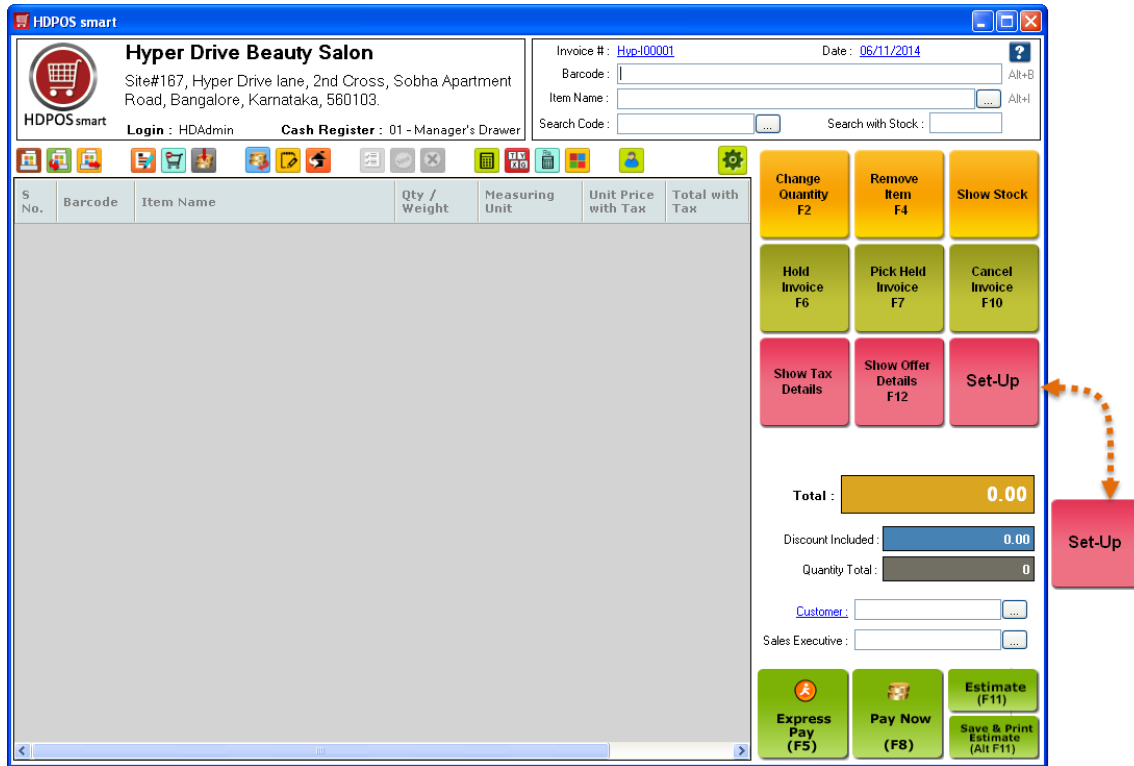 HDPOS smart
HDPOS smart
Hyper Drive Beauty Salon
Site#167, Hyper Drive lane, 2nd Cross, Sobha Apartment
Road, Bangalore, Karnataka, 560103.
Login : HDAdmin Cash Register : 01 - Manager's Drawer
Invoice # : Hyp-I00001 Date : 06/11/2014 ?
Barcode : Alt+B
Item Name : ... Alt+I
Search Code : ... Search with Stock :
S No. Barcode Item Name Qty / Weight Measuring Unit Unit Price with Tax Total with Tax
Change Quantity F2
Remove Item F4
Show Stock
Hold Invoice F6
Pick Held Invoice F7
Cancel Invoice F10
Show Tax Details
Show Offer Details F12
Set-Up
Total : 0.00
Discount Included : 0.00
Quantity Total : 0
Set-Up
Customer : ...
Sales Executive : ...
Express Pay (F5)
Pay Now (F8)
Estimate (F11)
Save & Print Estimate (Alt F11)